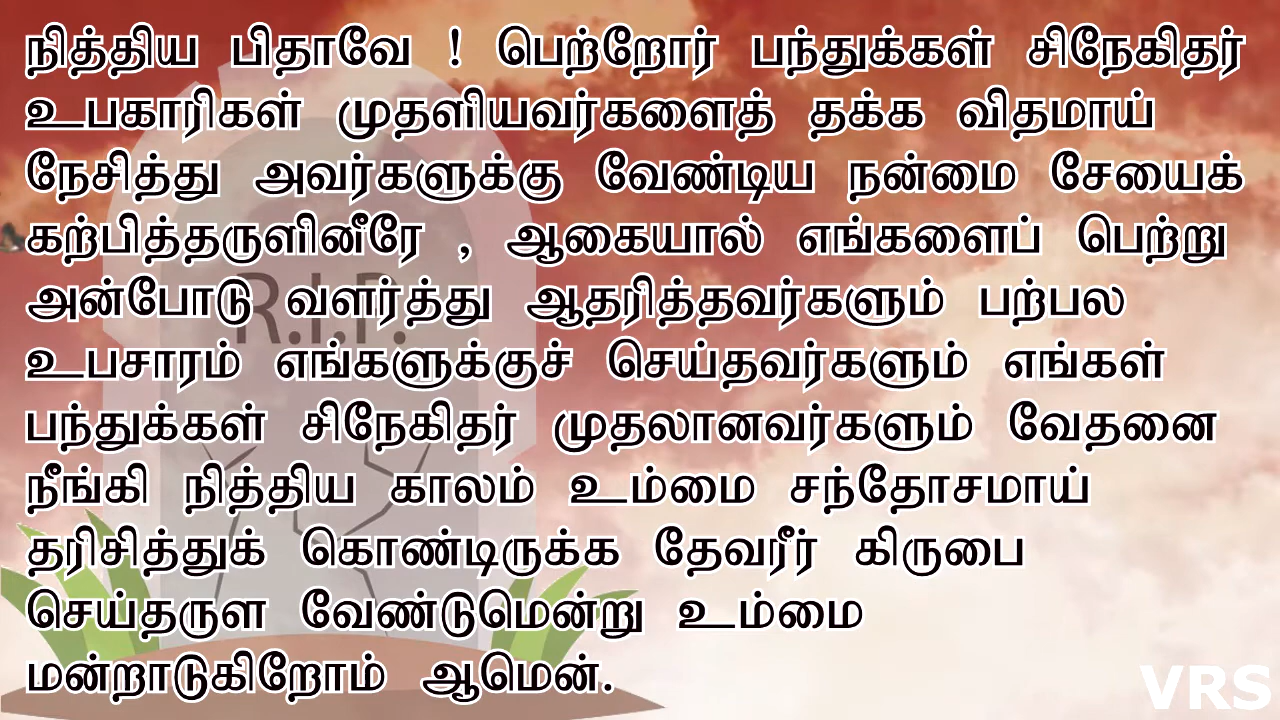 நித்திய பிதாவே ! பெற்றோர் பந்துக்கள் சிநேகிதர்
உபகாரிகள் முதளியவர்களைத் தக்க விதமாய்
நேசித்து அவர்களுக்கு வேண்டிய நன்மை சேயைக்
கற்பித்தருளினீரே , ஆகையால் எங்களைப் பெற்று
அன்போடு வளர்த்து ஆதரித்தவர்களும் பற்பல
உபசாரம் எங்களுக்குச் செய்தவர்களும் எங்கள்
பந்துக்கள் சிநேகிதர் முதலானவர்களும் வேதனை
நீங்கி நித்திய காலம் உம்மை சந்தோசமாய்
தரிசித்துக் கொண்டிருக்க தேவரீர் கிருபை
செய்தருள வேண்டுமென்று உம்மை
மன்றாடுகிறோம் ஆமென்.
R.I.P.
VRS